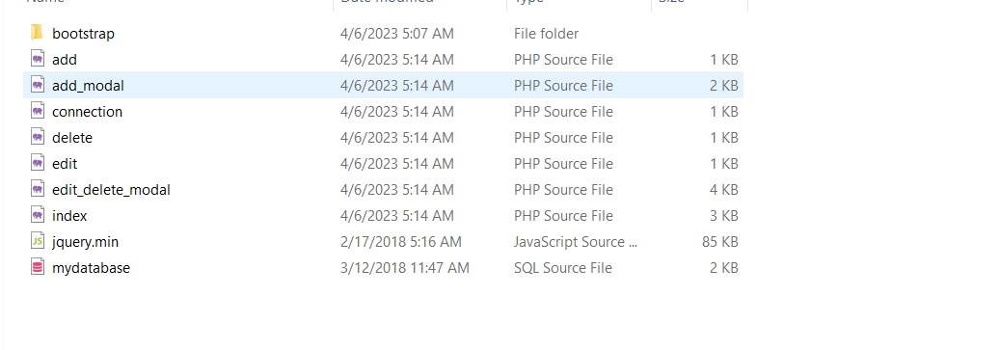 Name Date modified Type Size
bootstrap 4/6/2023 5:07 AM File folder
add 4/6/2023 5:14 AM PHP Source File 1 KB
add_modal 4/6/2023 5:14 AM PHP Source File 2 KB
connection 4/6/2023 5:14 AM PHP Source File 1 KB
delete 4/6/2023 5:14 AM PHP Source File 1 KB
edit 4/6/2023 5:14 AM PHP Source File 1 KB
edit_delete_modal 4/6/2023 5:14 AM PHP Source File 4 KB
index 4/6/2023 5:14 AM PHP Source File 3 KB
JS jquery.min 2/17/2018 5:16 AM JavaScript Source ... 85 KB
mydatabase 3/12/2018 11:47 AM SQL Source File 2 KB